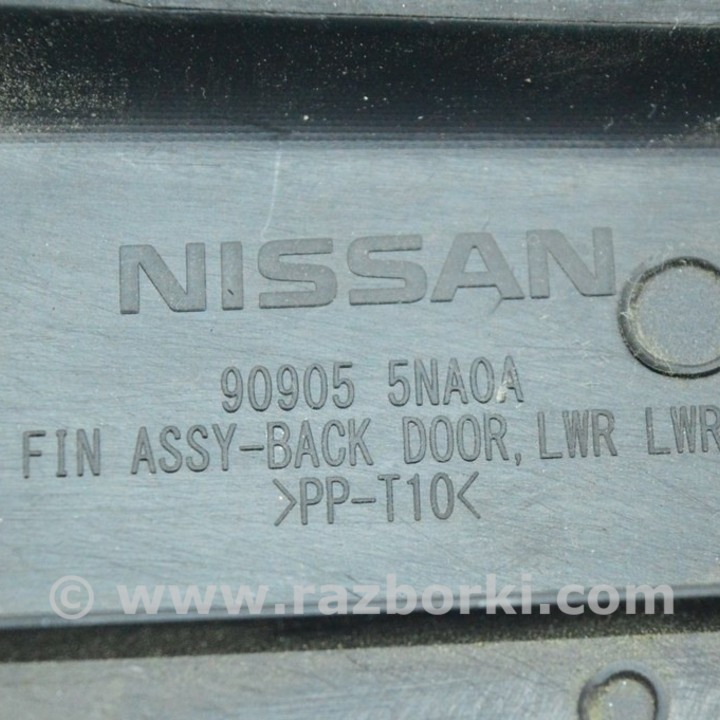 NISSAN
90905 5NA0A
FIN ASSY-BACK DOOR, LWR LWR
>PP-T10<
© www.razborki.com